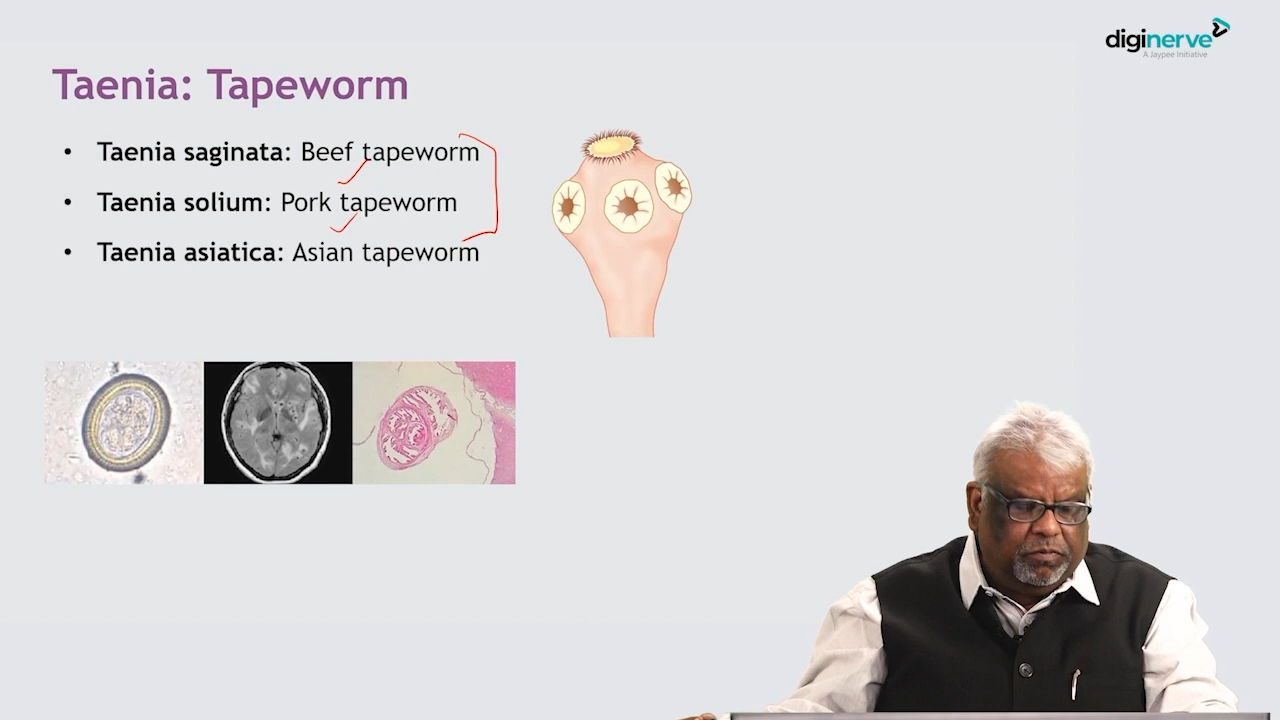 diginerve
A Jaypee Initiative
Taenia: Tapeworm
• Taenia saginata: Beef tapeworm
• Taenia solium: Pork tapeworm
• Taenia asiatica: Asian tapeworm